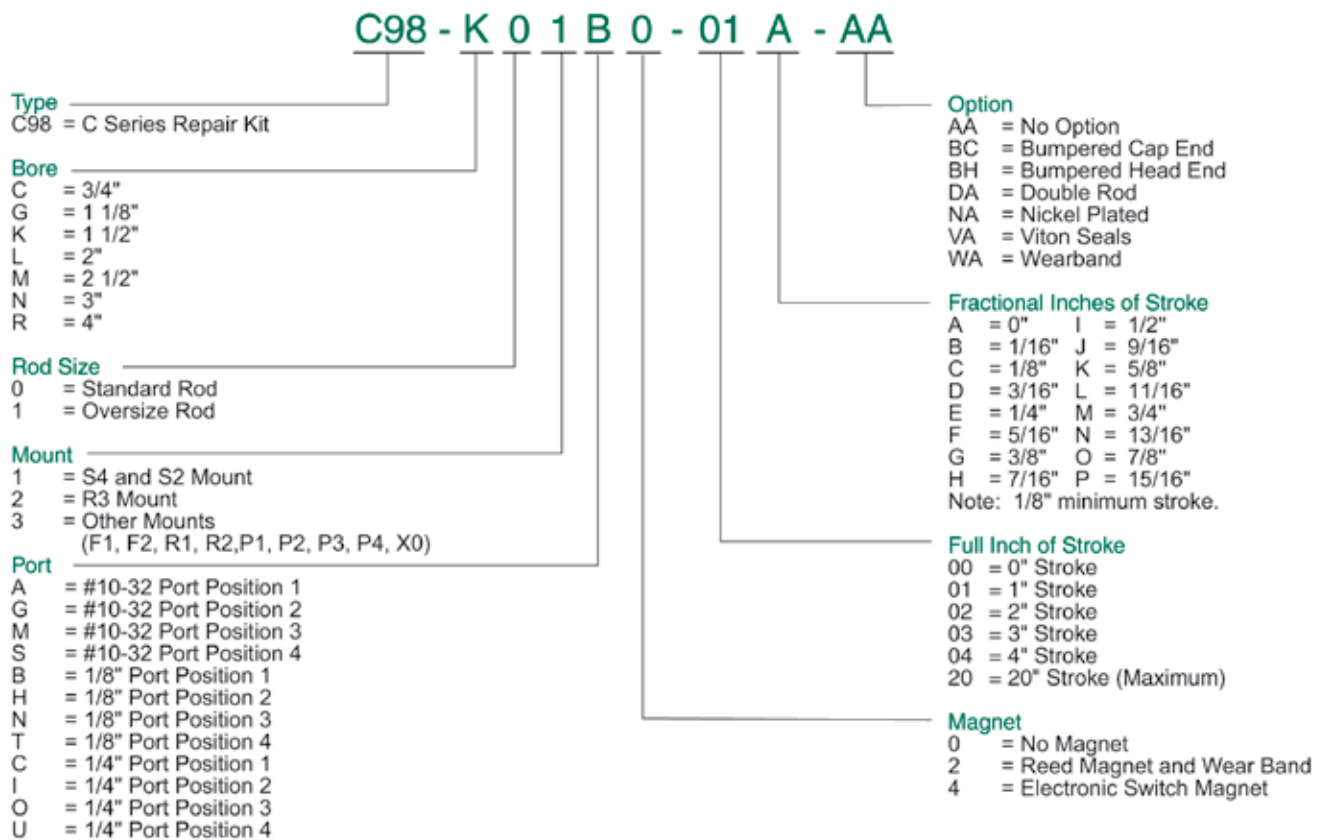 C98 - K 0 1 B 0 - 01 A - AA
Type
C98 = C Series Repair Kit
Bore
C = 3/4"
G = 1 1/8"
K = 1 1/2"
L = 2"
M = 2 1/2"
N = 3"
R = 4"
Rod Size
0 = Standard Rod
1 = Oversize Rod
Mount
1 = S4 and S2 Mount
2 = R3 Mount
3 = Other Mounts
(F1, F2, R1, R2,P1, P2, P3, P4, X0)
Port
A = #10-32 Port Position 1
G = #10-32 Port Position 2
M = #10-32 Port Position 3
S = #10-32 Port Position 4
B = 1/8" Port Position 1
H = 1/8" Port Position 2
N = 1/8" Port Position 3
T = 1/8" Port Position 4
C = 1/4" Port Position 1
I = 1/4" Port Position 2
O = 1/4" Port Position 3
U = 1/4" Port Position 4
Option
AA = No Option
BC = Bumpered Cap End
BH = Bumpered Head End
DA = Double Rod
NA = Nickel Plated
VA = Viton Seals
WA = Wearband
Fractional Inches of Stroke
A = 0" I = 1/2"
B = 1/16" J = 9/16"
C = 1/8" K = 5/8"
D = 3/16" L = 11/16"
E = 1/4" M = 3/4"
F = 5/16" N = 13/16"
G = 3/8" O = 7/8"
H = 7/16" P = 15/16"
Note: 1/8" minimum stroke.
Full Inch of Stroke
00 = 0" Stroke
01 = 1" Stroke
02 = 2" Stroke
03 = 3" Stroke
04 = 4" Stroke
20 = 20" Stroke (Maximum)
Magnet
0 = No Magnet
2 = Reed Magnet and Wear Band
4 = Electronic Switch Magnet